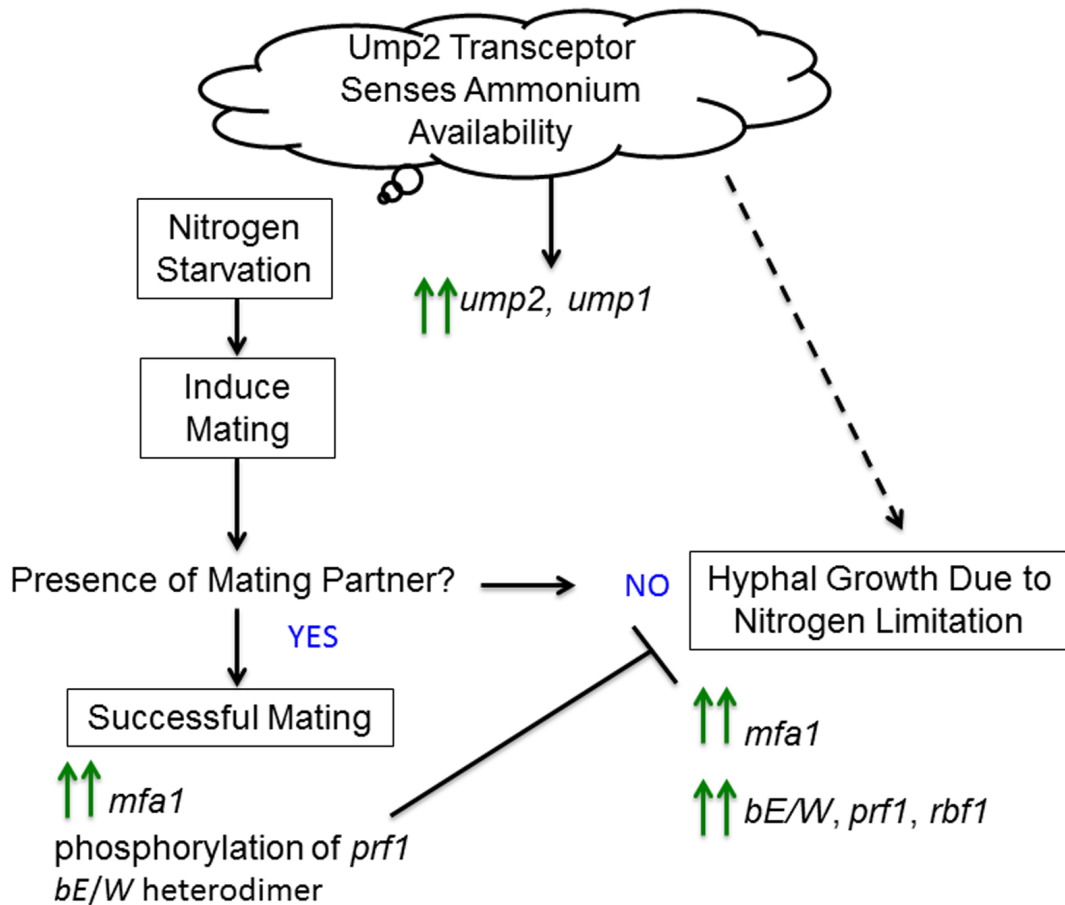 Ump2 Transceptor
Senses Ammonium
Availability
Nitrogen
Starvation
ump2, ump1
Induce
Mating
Presence of Mating Partner?
NO
Hyphal Growth Due to
Nitrogen Limitation
YES
Successful Mating
mfa1
phosphorylation of prf1
bE/W heterodimer
mfa1
bE/W, prf1, rbf1